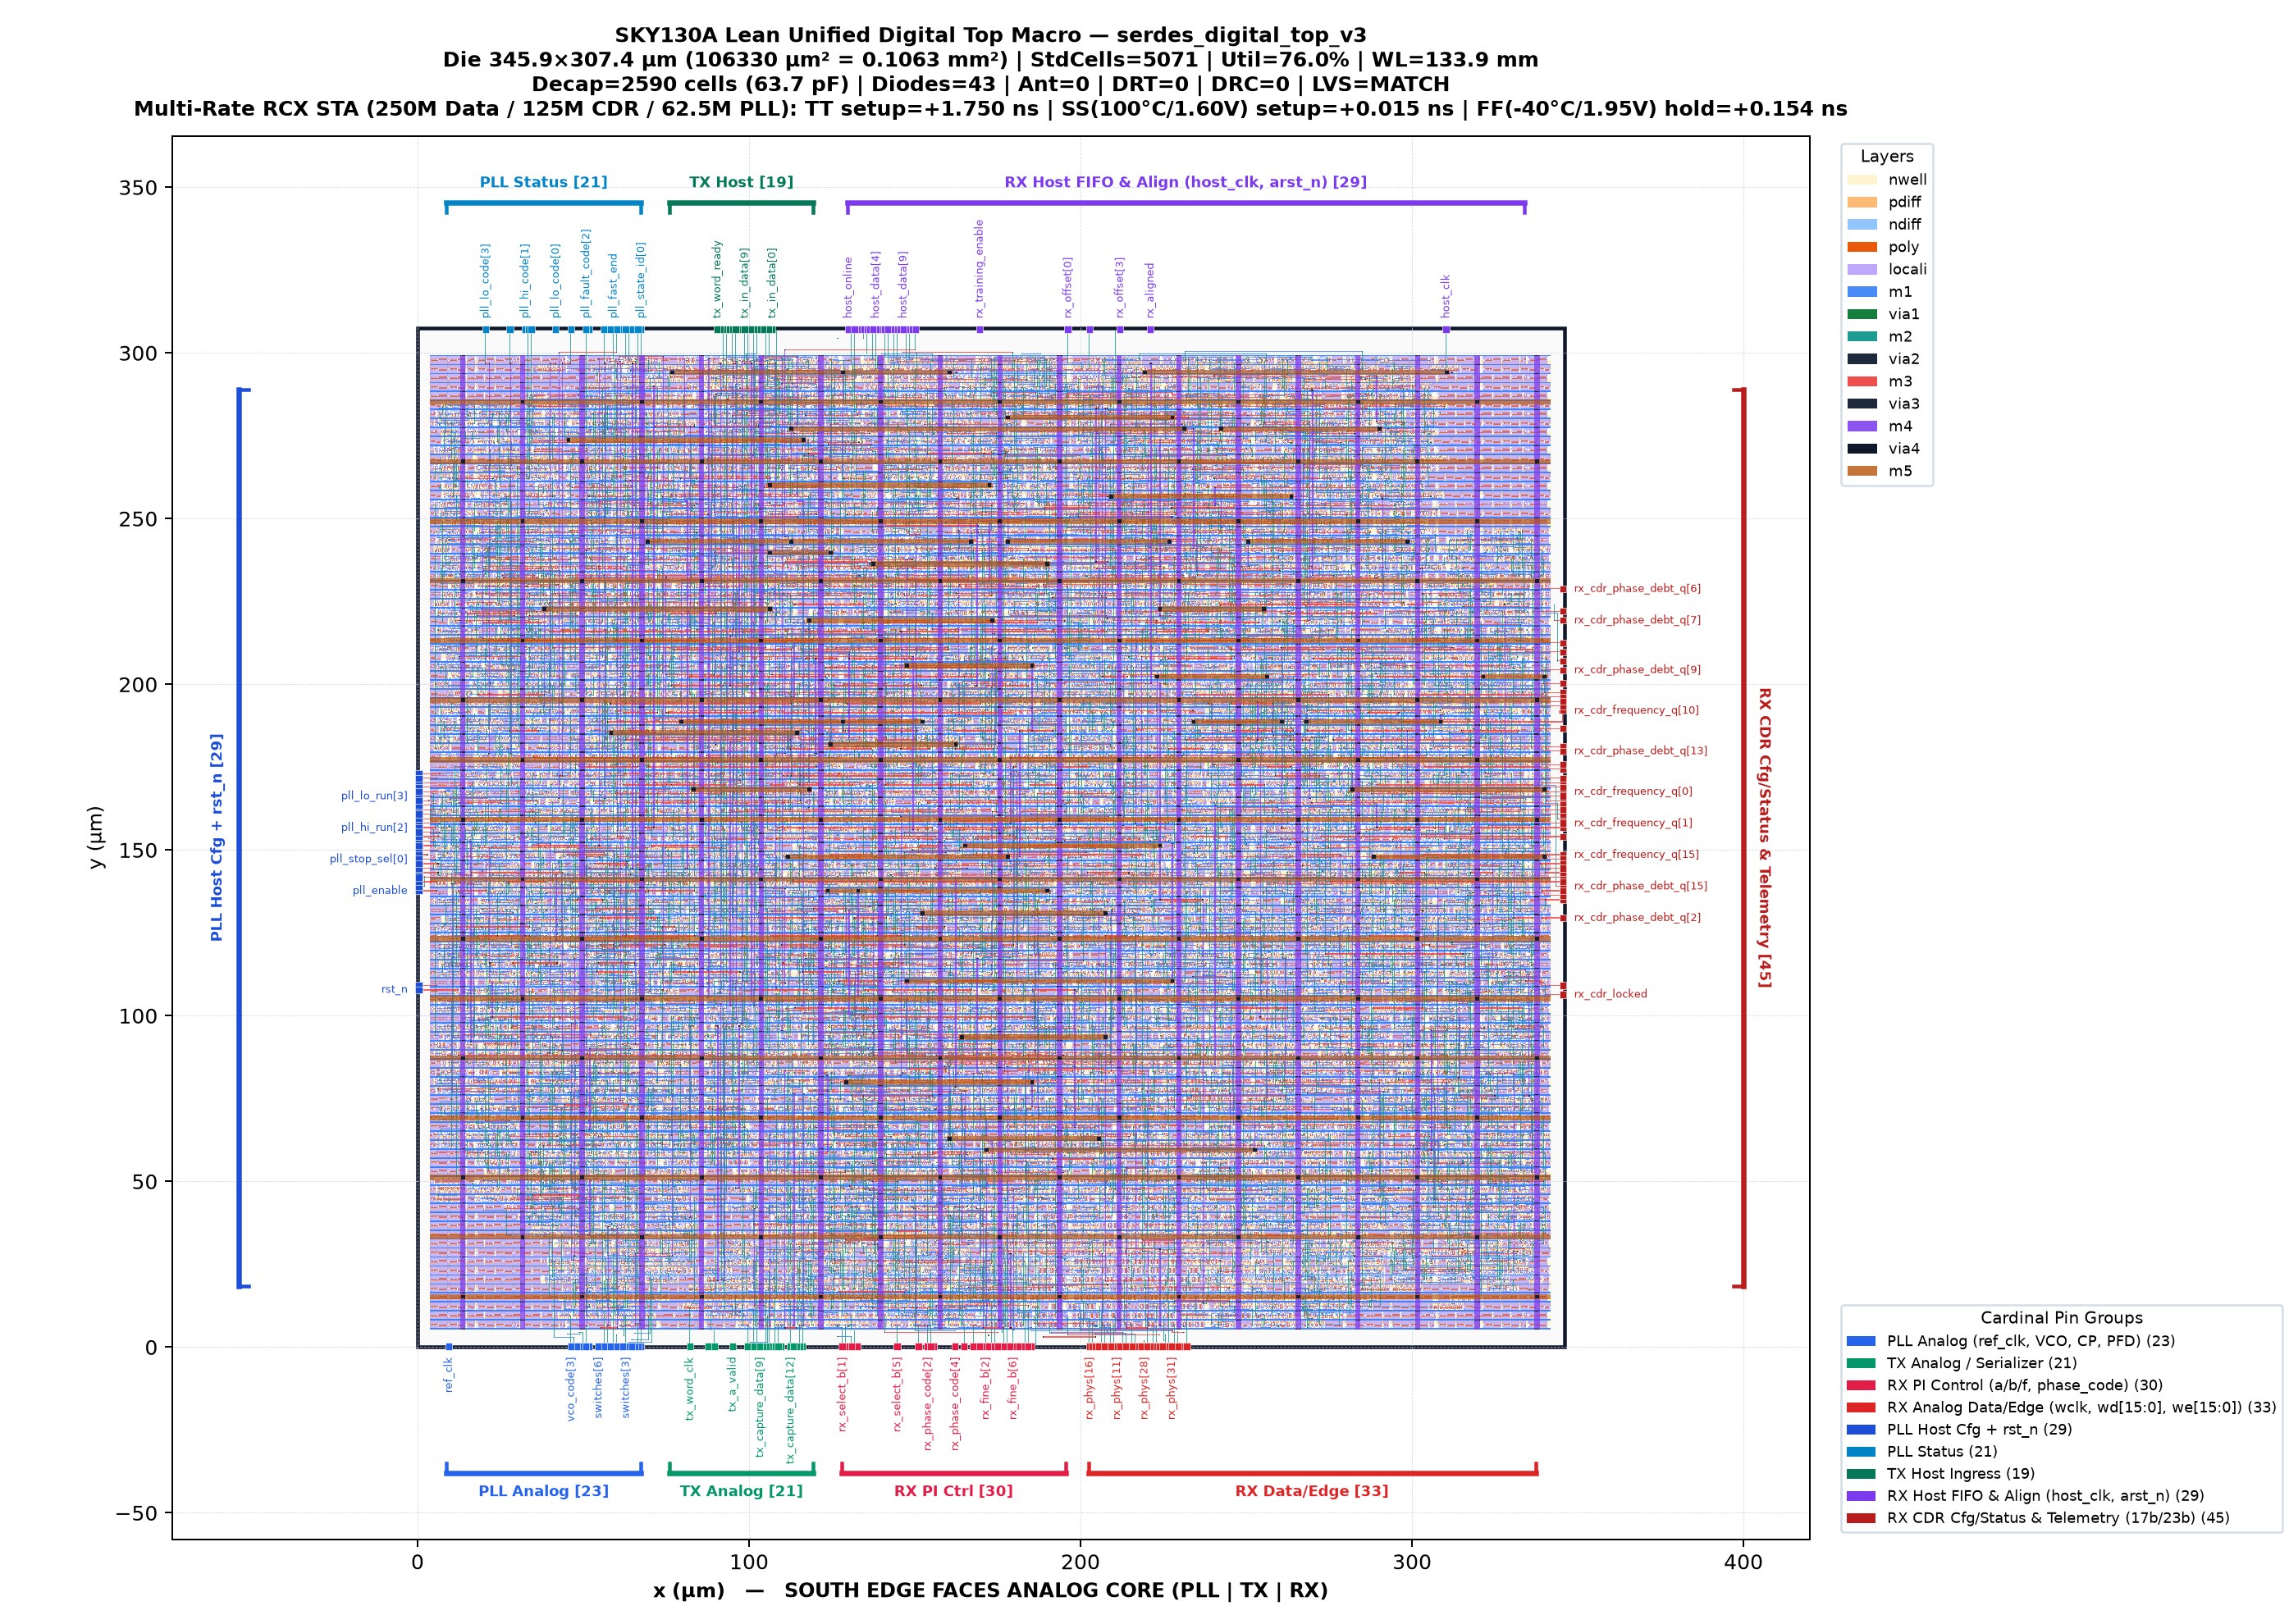 SKY130A Lean Unified Digital Top Macro — serdes_digital_top_v3
Die 345.9×307.4 µm (106330 µm² = 0.1063 mm²) | StdCells=5071 | Util=76.0% | WL=133.9 mm
Decap=2590 cells (63.7 pF) | Diodes=43 | Ant=0 | DRT=0 | DRC=0 | LVS=MATCH
Multi-Rate RCX STA (250M Data / 125M CDR / 62.5M PLL): TT setup=+1.750 ns | SS(100°C/1.60V) setup=+0.015 ns | FF(-40°C/1.95V) hold=+0.154 ns
PLL Status [21]
TX Host [19]
RX Host FIFO & Align (host_clk, arst_n) [29]
pll_lo_code[3]
pll_hi_code[1]
pll_lo_code[0]
pll_fault_code[2]
pll_fast_end
pll_state_id[0]
tx_word_ready
tx_in_data[9]
tx_in_data[0]
host_online
host_data[4]
host_data[9]
rx_training_enable
rx_offset[0]
rx_offset[3]
rx_aligned
host_clk
Layers
nwell
pdiff
ndiff
poly
locali
m1
via1
m2
via2
m3
via3
m4
via4
m5
350
300
250
200
150
100
50
0
−50
y (µm)
PLL Host Cfg + rst_n [29]
pll_lo_run[3]
pll_hi_run[2]
pll_stop_sel[0]
pll_enable
rst_n
rx_cdr_phase_debt_q[6]
rx_cdr_phase_debt_q[7]
rx_cdr_phase_debt_q[9]
rx_cdr_frequency_q[10]
rx_cdr_phase_debt_q[13]
rx_cdr_frequency_q[0]
rx_cdr_frequency_q[1]
rx_cdr_frequency_q[15]
rx_cdr_phase_debt_q[15]
rx_cdr_phase_debt_q[2]
rx_cdr_locked
RX CDR Cfg/Status & Telemetry [45]
ref_clk
vco_code[3]
switches[6]
switches[3]
tx_word_clk
tx_a_valid
tx_capture_data[9]
tx_capture_data[12]
rx_select_b[1]
rx_select_b[5]
rx_phase_code[2]
rx_phase_code[4]
rx_fine_b[2]
rx_fine_b[6]
rx_phys[16]
rx_phys[11]
rx_phys[28]
rx_phys[31]
PLL Analog [23]
TX Analog [21]
RX PI Ctrl [30]
RX Data/Edge [33]
0
100
200
300
400
x (µm) — SOUTH EDGE FACES ANALOG CORE (PLL | TX | RX)
Cardinal Pin Groups
PLL Analog (ref_clk, VCO, CP, PFD) (23)
TX Analog / Serializer (21)
RX PI Control (a/b/f, phase_code) (30)
RX Analog Data/Edge (wclk, wd[15:0], we[15:0]) (33)
PLL Host Cfg + rst_n (29)
PLL Status (21)
TX Host Ingress (19)
RX Host FIFO & Align (host_clk, arst_n) (29)
RX CDR Cfg/Status & Telemetry (17b/23b) (45)